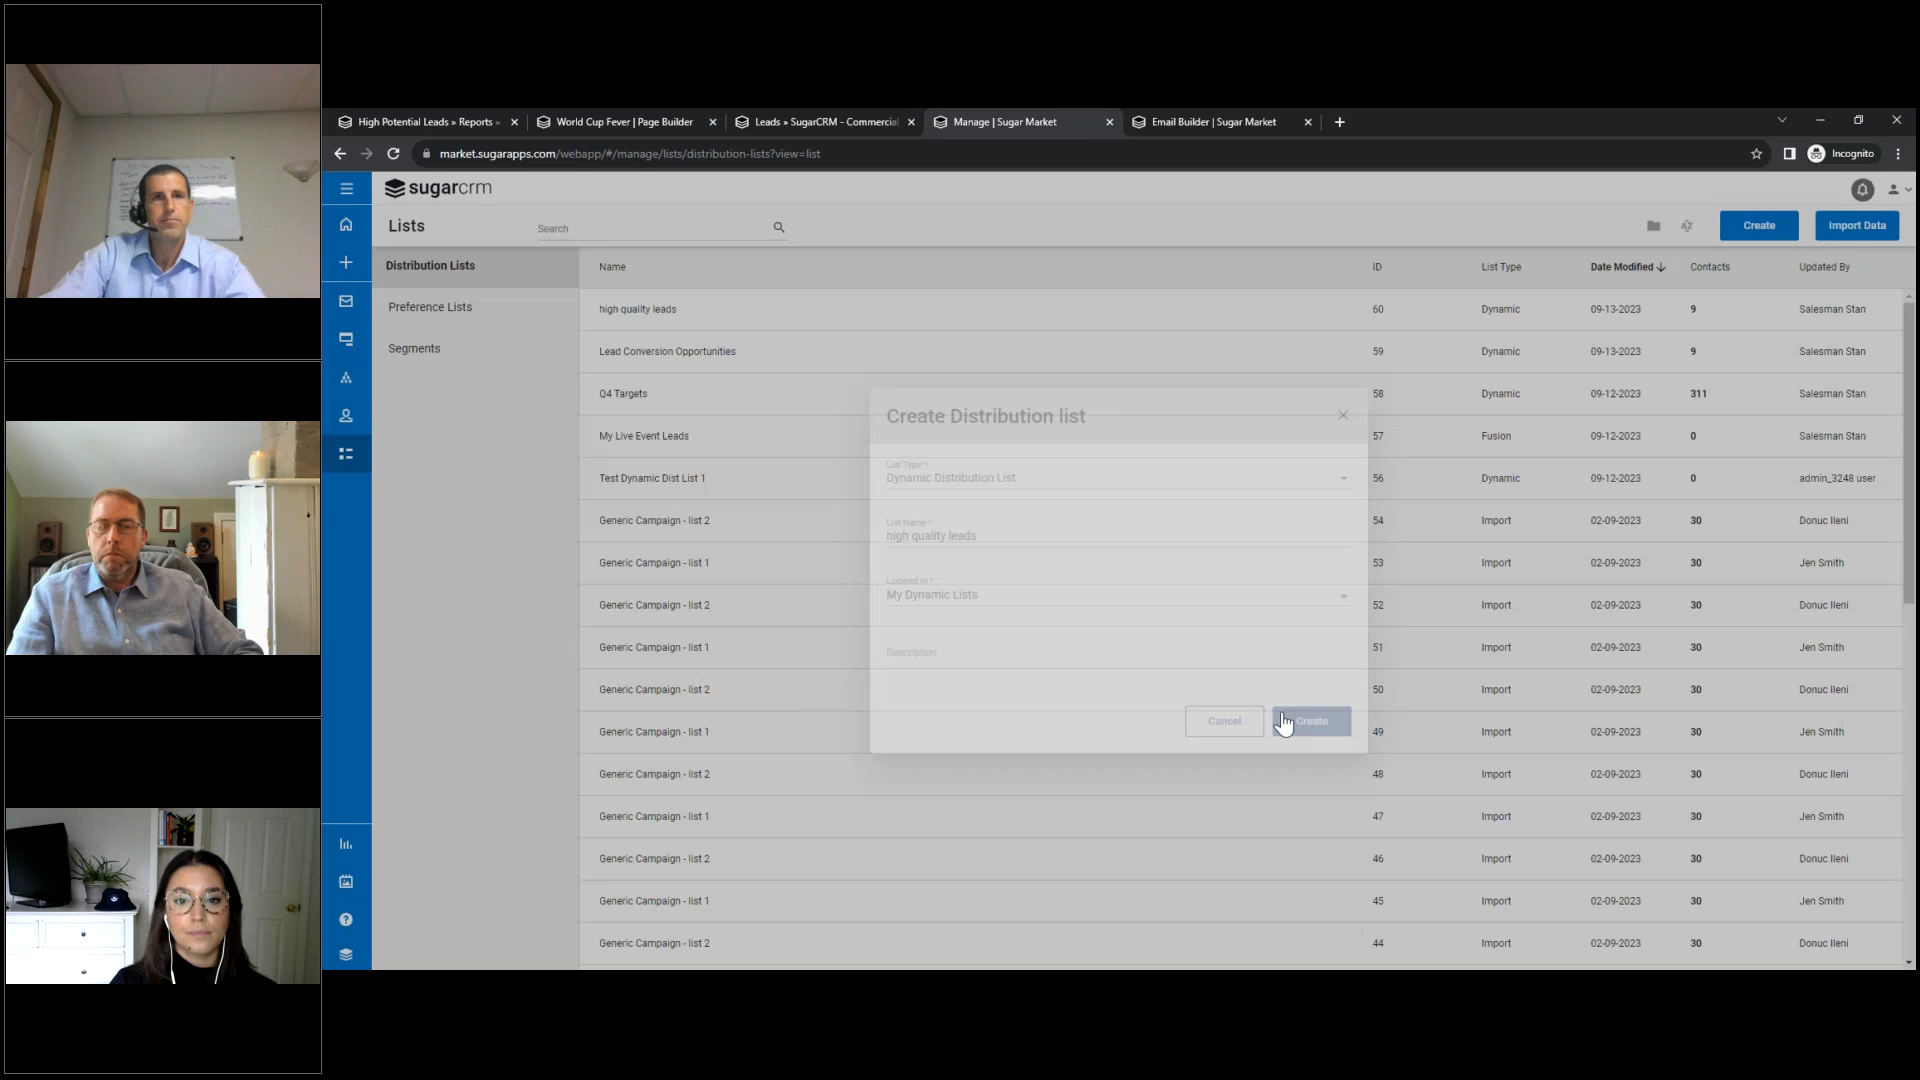 High Potential Leads » Reports »
World Cup Fever | Page Builder
Leads » SugarCRM - Commercial
Manage | Sugar Market
Email Builder | Sugar Market
market.sugarapps.com/webapp/#/manage/lists/distribution-lists?view=list
Incognito
sugarcrm
Lists
Search
Create
Import Data
Distribution Lists
Preference Lists
Segments
Name ID List Type Date Modified Contacts Updated By
high quality leads 60 Dynamic 09-13-2023 9 Salesman Stan
Lead Conversion Opportunities 59 Dynamic 09-13-2023 9 Salesman Stan
Q4 Targets 58 Dynamic 09-12-2023 311 Salesman Stan
My Live Event Leads 57 Fusion 09-12-2023 0 Salesman Stan
Test Dynamic Dist List 1 56 Dynamic 09-12-2023 0 admin_3248 user
Generic Campaign - list 2 54 Import 02-09-2023 30 Donuc Ileni
Generic Campaign - list 1 53 Import 02-09-2023 30 Jen Smith
Generic Campaign - list 2 52 Import 02-09-2023 30 Donuc Ileni
Generic Campaign - list 1 51 Import 02-09-2023 30 Jen Smith
Generic Campaign - list 2 50 Import 02-09-2023 30 Donuc Ileni
Generic Campaign - list 1 49 Import 02-09-2023 30 Jen Smith
Generic Campaign - list 2 48 Import 02-09-2023 30 Donuc Ileni
Generic Campaign - list 1 47 Import 02-09-2023 30 Jen Smith
Generic Campaign - list 2 46 Import 02-09-2023 30 Donuc Ileni
Generic Campaign - list 1 45 Import 02-09-2023 30 Jen Smith
Generic Campaign - list 2 44 Import 02-09-2023 30 Donuc Ileni
Create Distribution list
List Type *
Dynamic Distribution List
List Name *
high quality leads
Located In *
My Dynamic Lists
Description
Cancel
Create